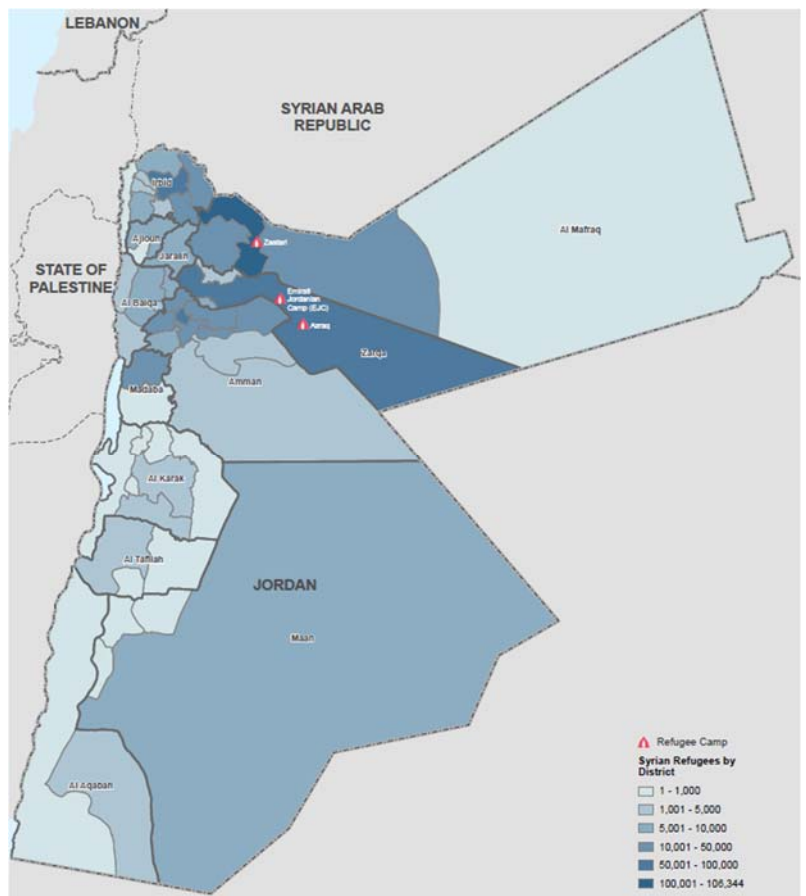 LEBANON
SYRIAN ARAB
REPUBLIC
Irbid
Al Mafraq
Ajloun
Zaatari
Jarash
STATE OF
PALESTINE
Emirati
Jordanian
Camp (EJC)
Al Balqa
Azraq
Zarqa
Amman
Madaba
Al Karak
Al Tafilah
JORDAN
Maan
Al Aqabah
Refugee Camp
Syrian Refugees by
District
1 - 1,000
1,001 - 5,000
5,001 - 10,000
10,001 - 50,000
50,001 - 100,000
100,001 - 106,344